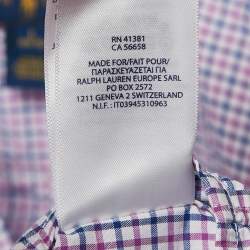 RN 41381
CA 56658
MADE FOR/FAIT POUR/
ΠΑΡΑΣΚΕΥΑΖΕΤΑΙ ΓΙΑ
RALPH LAUREN EUROPE SARL
PO BOX 2572
1211 GENEVA 2 SWITZERLAND
N.I.F.: IT03945310963